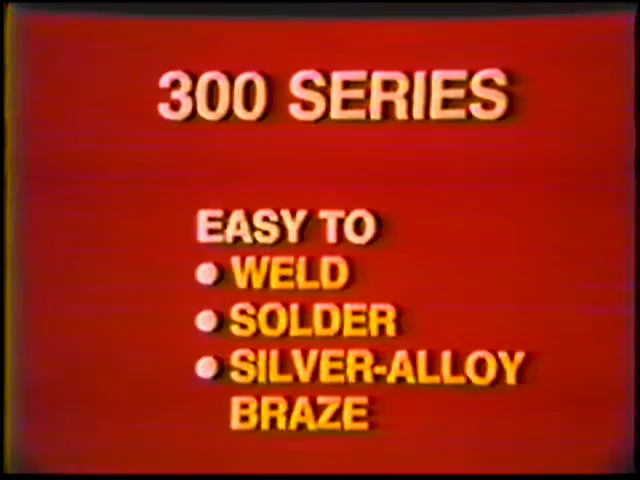 300 SERIES
EASY TO
• WELD
• SOLDER
• SILVER-ALLOY
BRAZE